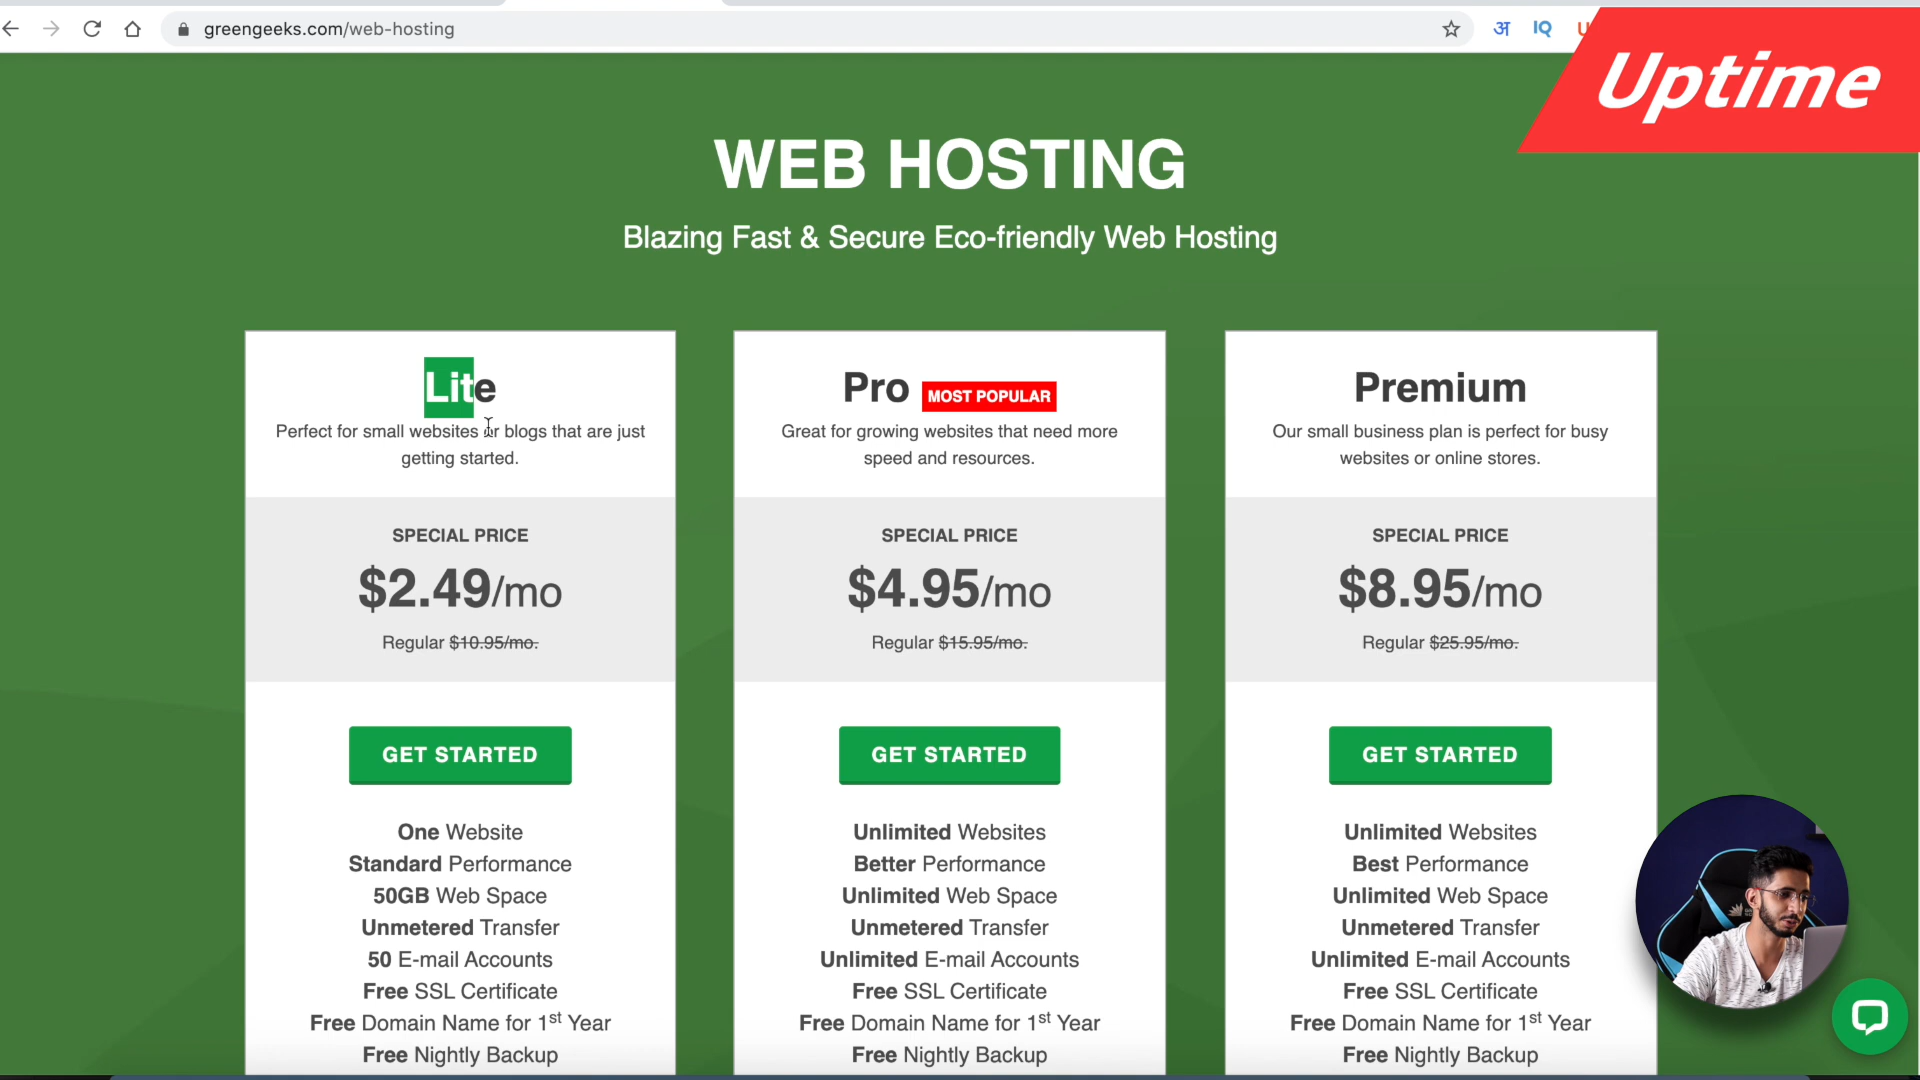 greengeeks.com/web-hosting
अ
IQ
U
Uptime
WEB HOSTING
Blazing Fast & Secure Eco-friendly Web Hosting
Lite
Perfect for small websites or blogs that are just
getting started.
SPECIAL PRICE
$2.49/mo
Regular $10.95/mo.
GET STARTED
One Website
Standard Performance
50GB Web Space
Unmetered Transfer
50 E-mail Accounts
Free SSL Certificate
Free Domain Name for 1st Year
Free Nightly Backup
Pro MOST POPULAR
Great for growing websites that need more
speed and resources.
SPECIAL PRICE
$4.95/mo
Regular $15.95/mo.
GET STARTED
Unlimited Websites
Better Performance
Unlimited Web Space
Unmetered Transfer
Unlimited E-mail Accounts
Free SSL Certificate
Free Domain Name for 1st Year
Free Nightly Backup
Premium
Our small business plan is perfect for busy
websites or online stores.
SPECIAL PRICE
$8.95/mo
Regular $25.95/mo.
GET STARTED
Unlimited Websites
Best Performance
Unlimited Web Space
Unmetered Transfer
Unlimited E-mail Accounts
Free SSL Certificate
Free Domain Name for 1st Year
Free Nightly Backup